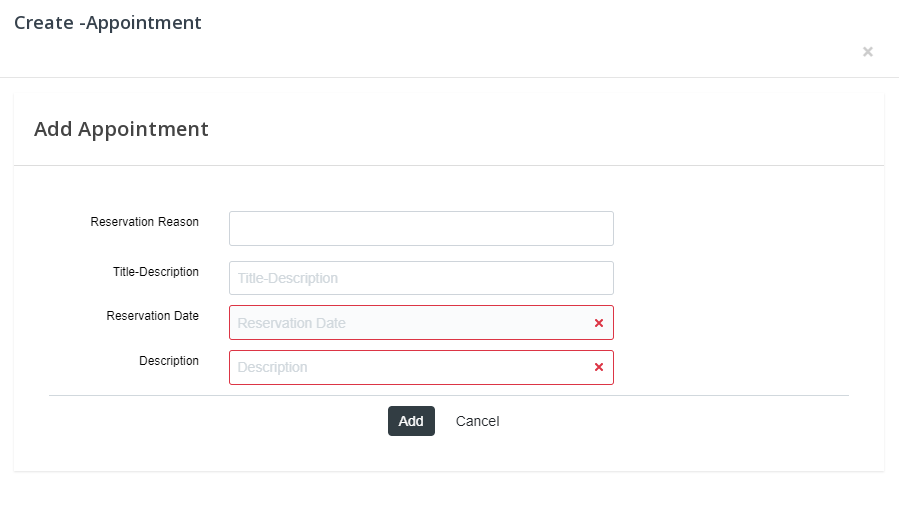 Create -Appointment
×
Add Appointment
Reservation Reason
Title-Description
Title-Description
Reservation Date
Reservation Date
Description
Description
Add Cancel